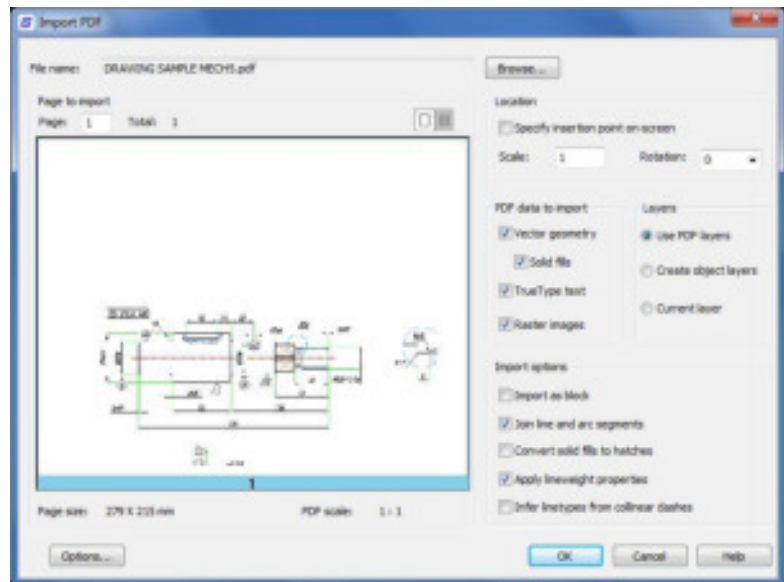 Import PDF
File name: DRAWING SAMPLE MECHS.pdf
Browse...
Page to import
Page: 1 Total: 1
1
Page size: 279 X 215 mm PDF scale: 1 : 1
Options...
Location
Specify insertion point on-screen
Scale: 1 Rotation: 0
PDF data to import
Vector geometry
Solid fills
TrueType text
Raster images
Layers
Use PDF layers
Create object layers
Current layer
Import options
Import as block
Join line and arc segments
Convert solid fills to hatches
Apply lineweight properties
Infer linetypes from collinear dashes
OK Cancel Help